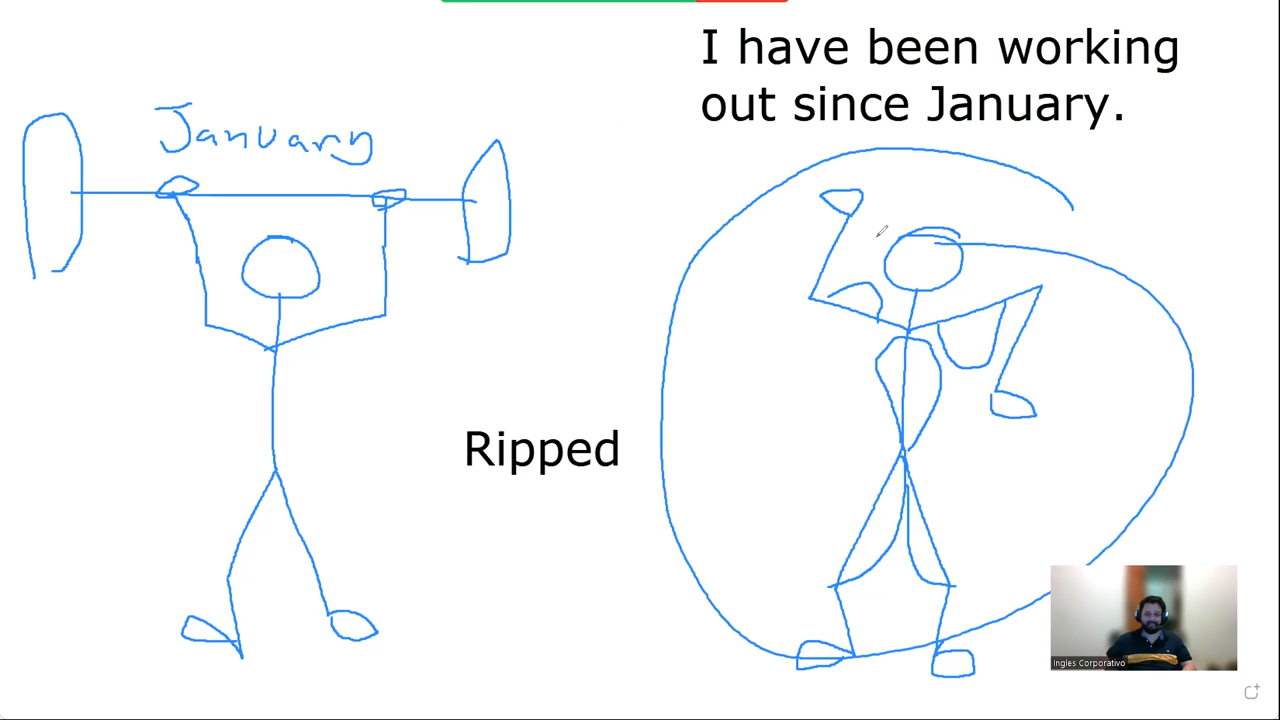 I have been working
out since January.
January
Ripped
Ingles Corporativo